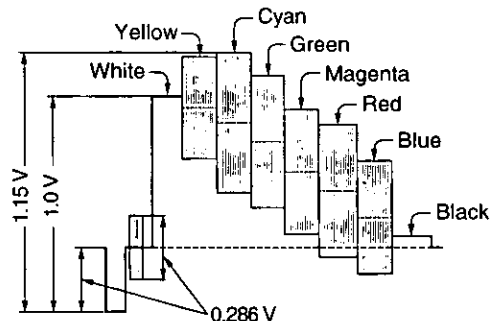 Cyan
Yellow
Green
White
Magenta
Red
Blue
Black
1.15 V
1.0 V
0.286 V